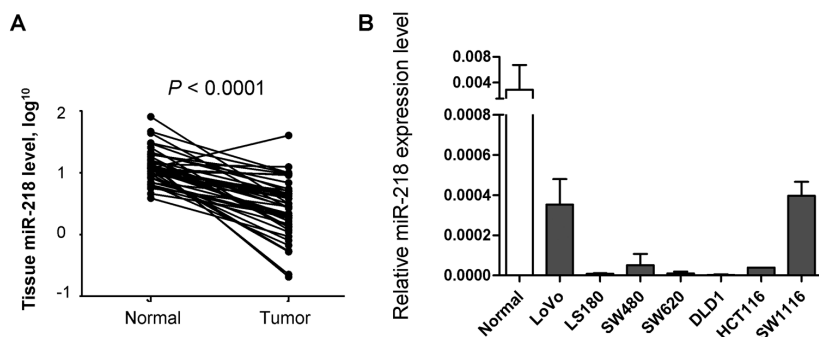 A
P < 0.0001
Tissue miR-218 level, log10
2
1
0
-1
Normal
Tumor
B
Relative miR-218 expression level
0.008
0.004
0.0008
0.0006
0.0004
0.0002
0.0000
Normal
LoVo
LS180
SW480
SW620
DLD1
HCT116
SW1116